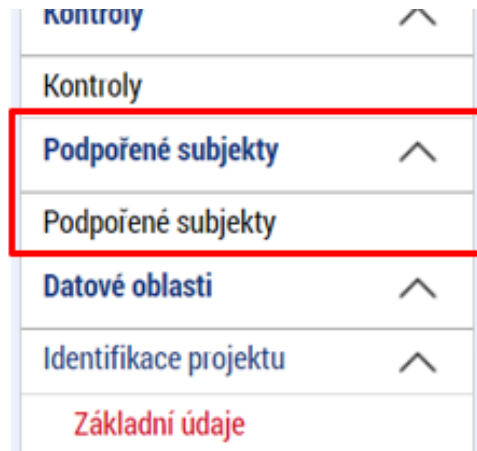 Kontroly
Kontroly
Podpořené subjekty
Podpořené subjekty
Datové oblasti
Identifikace projektu
Základní údaje